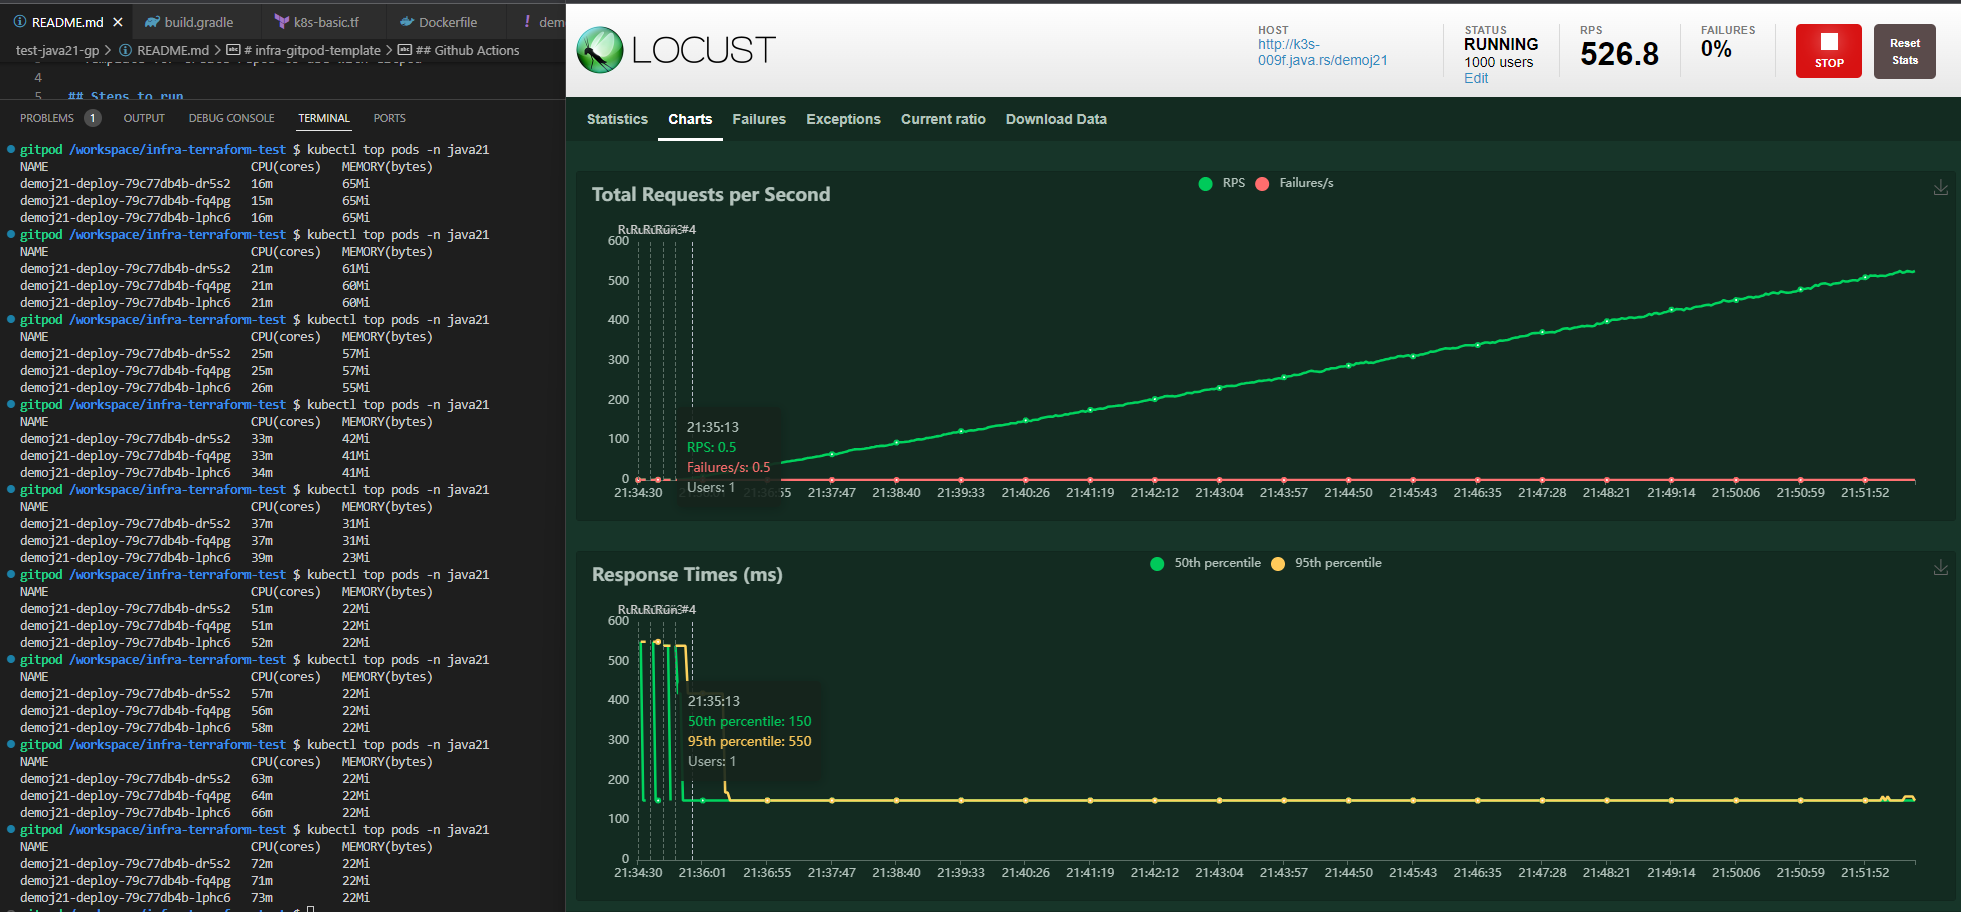 README.md
build.gradle
k8s-basic.tf
Dockerfile
! dem
test-java21-gp > README.md > # infra-gitpod-template > ## Github Actions
4
5 ## Steps to run
PROBLEMS 1 OUTPUT DEBUG CONSOLE TERMINAL PORTS
gitpod /workspace/infra-terraform-test $ kubectl top pods -n java21
NAME CPU(cores) MEMORY(bytes)
demoj21-deploy-79c77db4b-dr5s2 16m 65Mi
demoj21-deploy-79c77db4b-fq4pg 15m 65Mi
demoj21-deploy-79c77db4b-lphc6 16m 65Mi
gitpod /workspace/infra-terraform-test $ kubectl top pods -n java21
NAME CPU(cores) MEMORY(bytes)
demoj21-deploy-79c77db4b-dr5s2 21m 61Mi
demoj21-deploy-79c77db4b-fq4pg 21m 60Mi
demoj21-deploy-79c77db4b-lphc6 21m 60Mi
gitpod /workspace/infra-terraform-test $ kubectl top pods -n java21
NAME CPU(cores) MEMORY(bytes)
demoj21-deploy-79c77db4b-dr5s2 25m 57Mi
demoj21-deploy-79c77db4b-fq4pg 25m 57Mi
demoj21-deploy-79c77db4b-lphc6 26m 55Mi
gitpod /workspace/infra-terraform-test $ kubectl top pods -n java21
NAME CPU(cores) MEMORY(bytes)
demoj21-deploy-79c77db4b-dr5s2 33m 42Mi
demoj21-deploy-79c77db4b-fq4pg 33m 41Mi
demoj21-deploy-79c77db4b-lphc6 34m 41Mi
gitpod /workspace/infra-terraform-test $ kubectl top pods -n java21
NAME CPU(cores) MEMORY(bytes)
demoj21-deploy-79c77db4b-dr5s2 37m 31Mi
demoj21-deploy-79c77db4b-fq4pg 37m 31Mi
demoj21-deploy-79c77db4b-lphc6 39m 23Mi
gitpod /workspace/infra-terraform-test $ kubectl top pods -n java21
NAME CPU(cores) MEMORY(bytes)
demoj21-deploy-79c77db4b-dr5s2 51m 22Mi
demoj21-deploy-79c77db4b-fq4pg 51m 22Mi
demoj21-deploy-79c77db4b-lphc6 52m 22Mi
gitpod /workspace/infra-terraform-test $ kubectl top pods -n java21
NAME CPU(cores) MEMORY(bytes)
demoj21-deploy-79c77db4b-dr5s2 57m 22Mi
demoj21-deploy-79c77db4b-fq4pg 56m 22Mi
demoj21-deploy-79c77db4b-lphc6 58m 22Mi
gitpod /workspace/infra-terraform-test $ kubectl top pods -n java21
NAME CPU(cores) MEMORY(bytes)
demoj21-deploy-79c77db4b-dr5s2 63m 22Mi
demoj21-deploy-79c77db4b-fq4pg 64m 22Mi
demoj21-deploy-79c77db4b-lphc6 66m 22Mi
gitpod /workspace/infra-terraform-test $ kubectl top pods -n java21
NAME CPU(cores) MEMORY(bytes)
demoj21-deploy-79c77db4b-dr5s2 72m 22Mi
demoj21-deploy-79c77db4b-fq4pg 71m 22Mi
demoj21-deploy-79c77db4b-lphc6 73m 22Mi
gitpod /workspace/infra-terraform-test $
LOCUST
HOST
http://k3s-
009f.java.rs/demoj21
STATUS
RUNNING
1000 users
Edit
RPS
526.8
FAILURES
0%
STOP
Reset
Stats
Statistics Charts Failures Exceptions Current ratio Download Data
Total Requests per Second
RPS Failures/s
Run #4
600
500
400
300
200
100
0
21:35:13
RPS: 0.5
Failures/s: 0.5
Users: 1
21:34:30 21:36:55 21:37:47 21:38:40 21:39:33 21:40:26 21:41:19 21:42:12 21:43:04 21:43:57 21:44:50 21:45:43 21:46:35 21:47:28 21:48:21 21:49:14 21:50:06 21:50:59 21:51:52
Response Times (ms)
50th percentile 95th percentile
Run #4
600
500
400
300
200
100
0
21:35:13
50th percentile: 150
95th percentile: 550
Users: 1
21:34:30 21:36:01 21:36:55 21:37:47 21:38:40 21:39:33 21:40:26 21:41:19 21:42:12 21:43:04 21:43:57 21:44:50 21:45:43 21:46:35 21:47:28 21:48:21 21:49:14 21:50:06 21:50:59 21:51:52